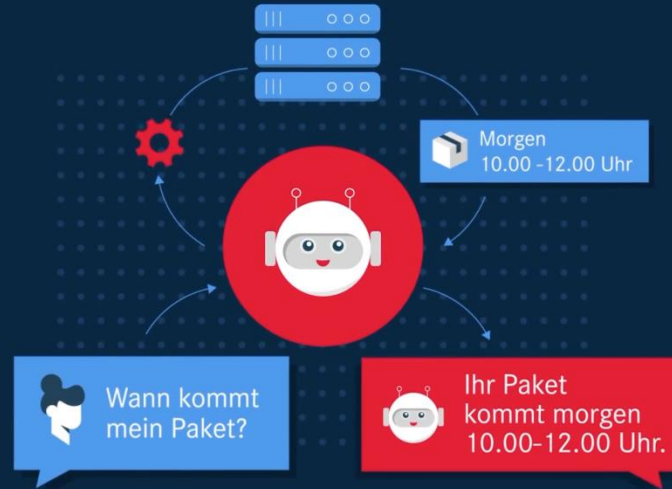 Morgen
10.00 -12.00 Uhr
Wann kommt
mein Paket?
Ihr Paket
kommt morgen
10.00-12.00 Uhr.